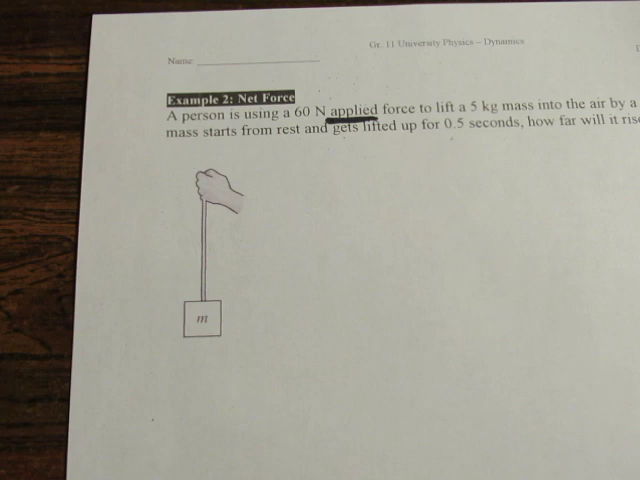 Gr. 11 University Physics – Dynamics
Name: 
Example 2: Net Force
A person is using a 60 N applied force to lift a 5 kg mass into the air by a
mass starts from rest and gets lifted up for 0.5 seconds, how far will it rise
m